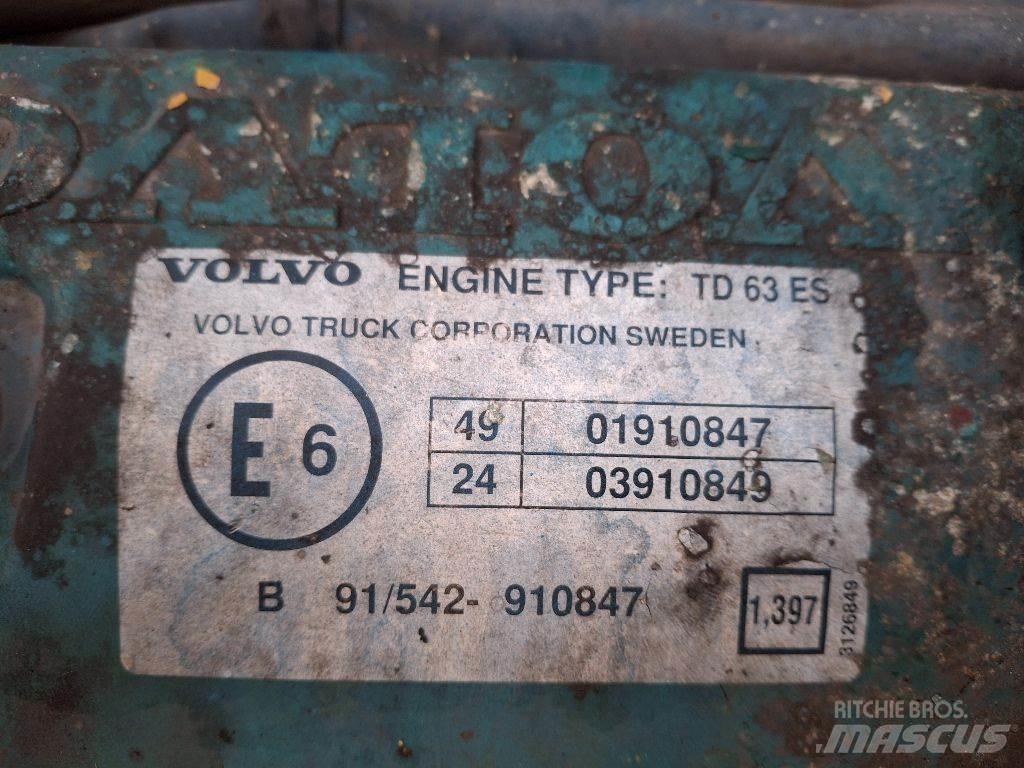 VOLVO
VOLVO ENGINE TYPE: TD 63 ES
VOLVO TRUCK CORPORATION SWEDEN
E 6
49 01910847
24 03910849
B 91/542- 910847
1,397
3126849
RITCHIE BROS.
MASCUS